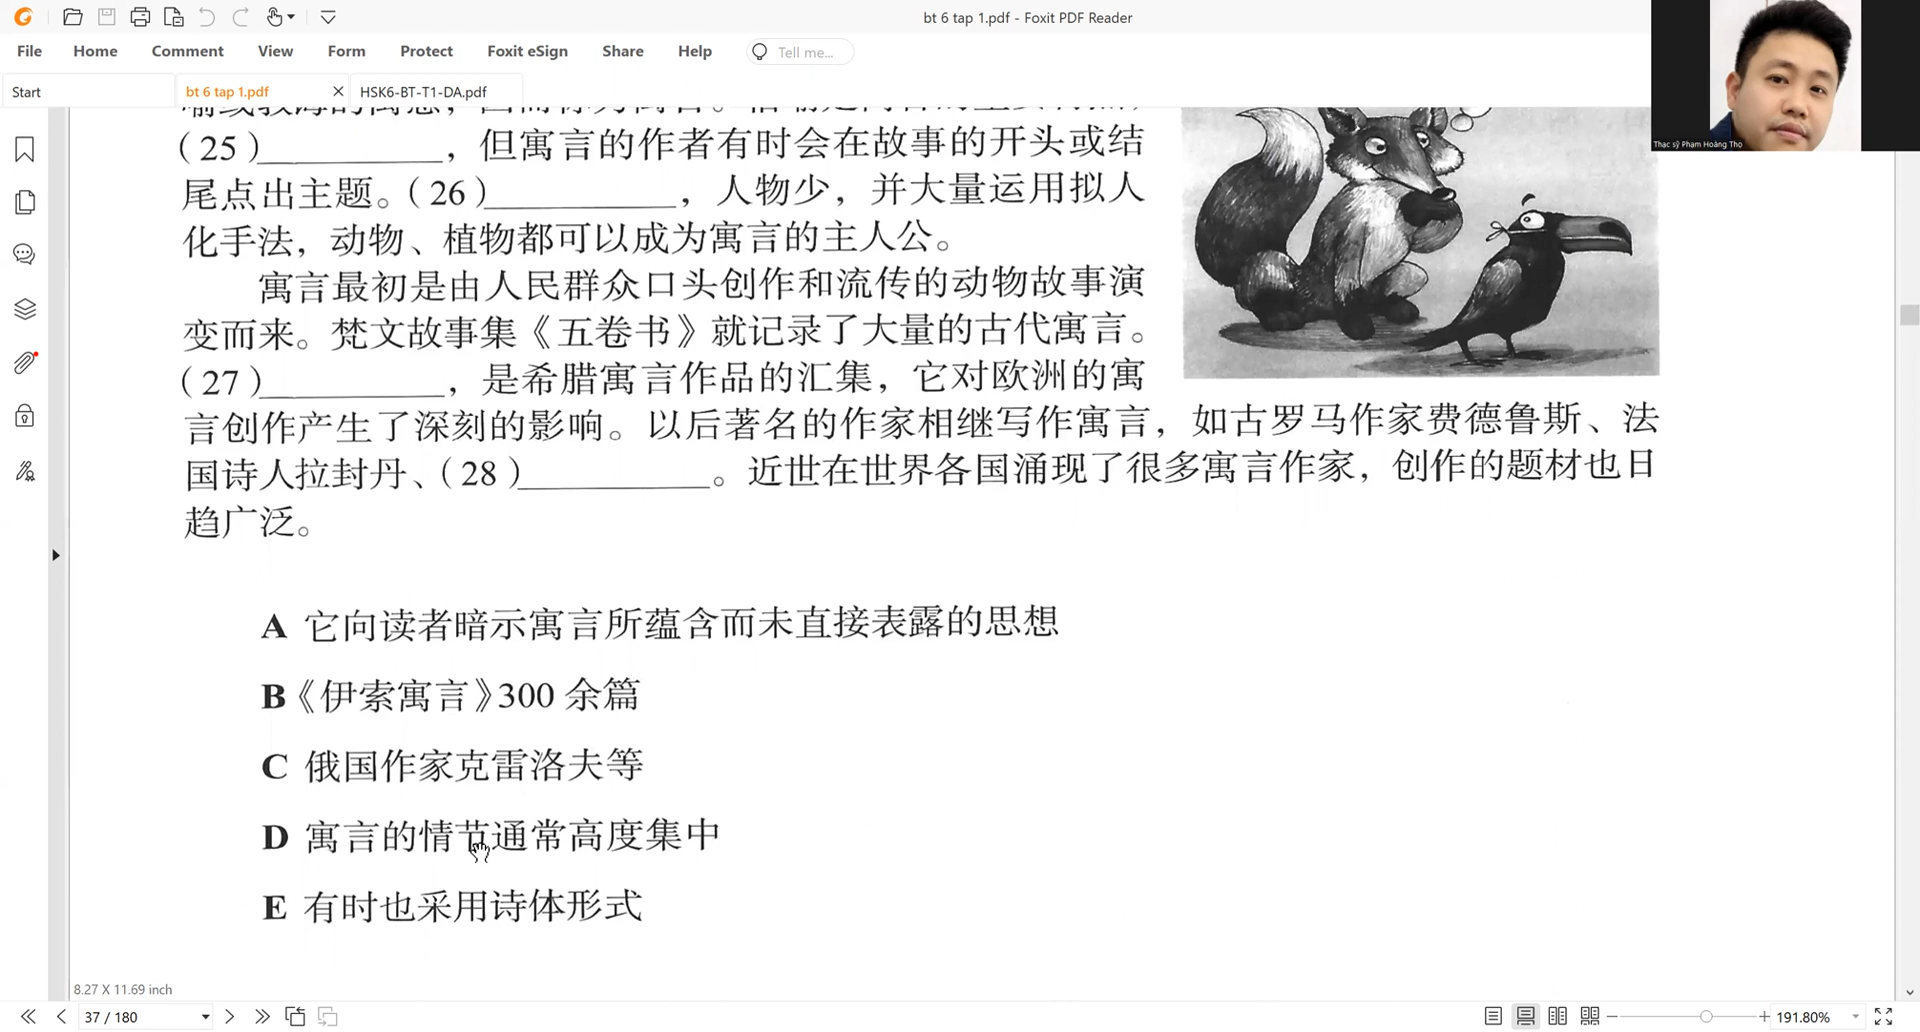 bt 6 tap 1.pdf - Foxit PDF Reader
File Home Comment View Form Protect Foxit eSign Share Help Tell me...
Start bt 6 tap 1.pdf HSK6-BT-T1-DA.pdf
Thạc sỹ Phạm Hoàng Thọ
(25)__________，但寓言的作者有时会在故事的开头或结
尾点出主题。(26)__________，人物少，并大量运用拟人
化手法，动物、植物都可以成为寓言的主人公。
寓言最初是由人民群众口头创作和流传的动物故事演
变而来。梵文故事集《五卷书》就记录了大量的古代寓言。
(27)__________，是希腊寓言作品的汇集，它对欧洲的寓
言创作产生了深刻的影响。以后著名的作家相继写作寓言，如古罗马作家费德鲁斯、法
国诗人拉封丹、(28)__________。近世在世界各国涌现了很多寓言作家，创作的题材也日
趋广泛。
A 它向读者暗示寓言所蕴含而未直接表露的思想
B《伊索寓言》300 余篇
C 俄国作家克雷洛夫等
D 寓言的情节通常高度集中
E 有时也采用诗体形式
8.27 X 11.69 inch
37 / 180 191.80%